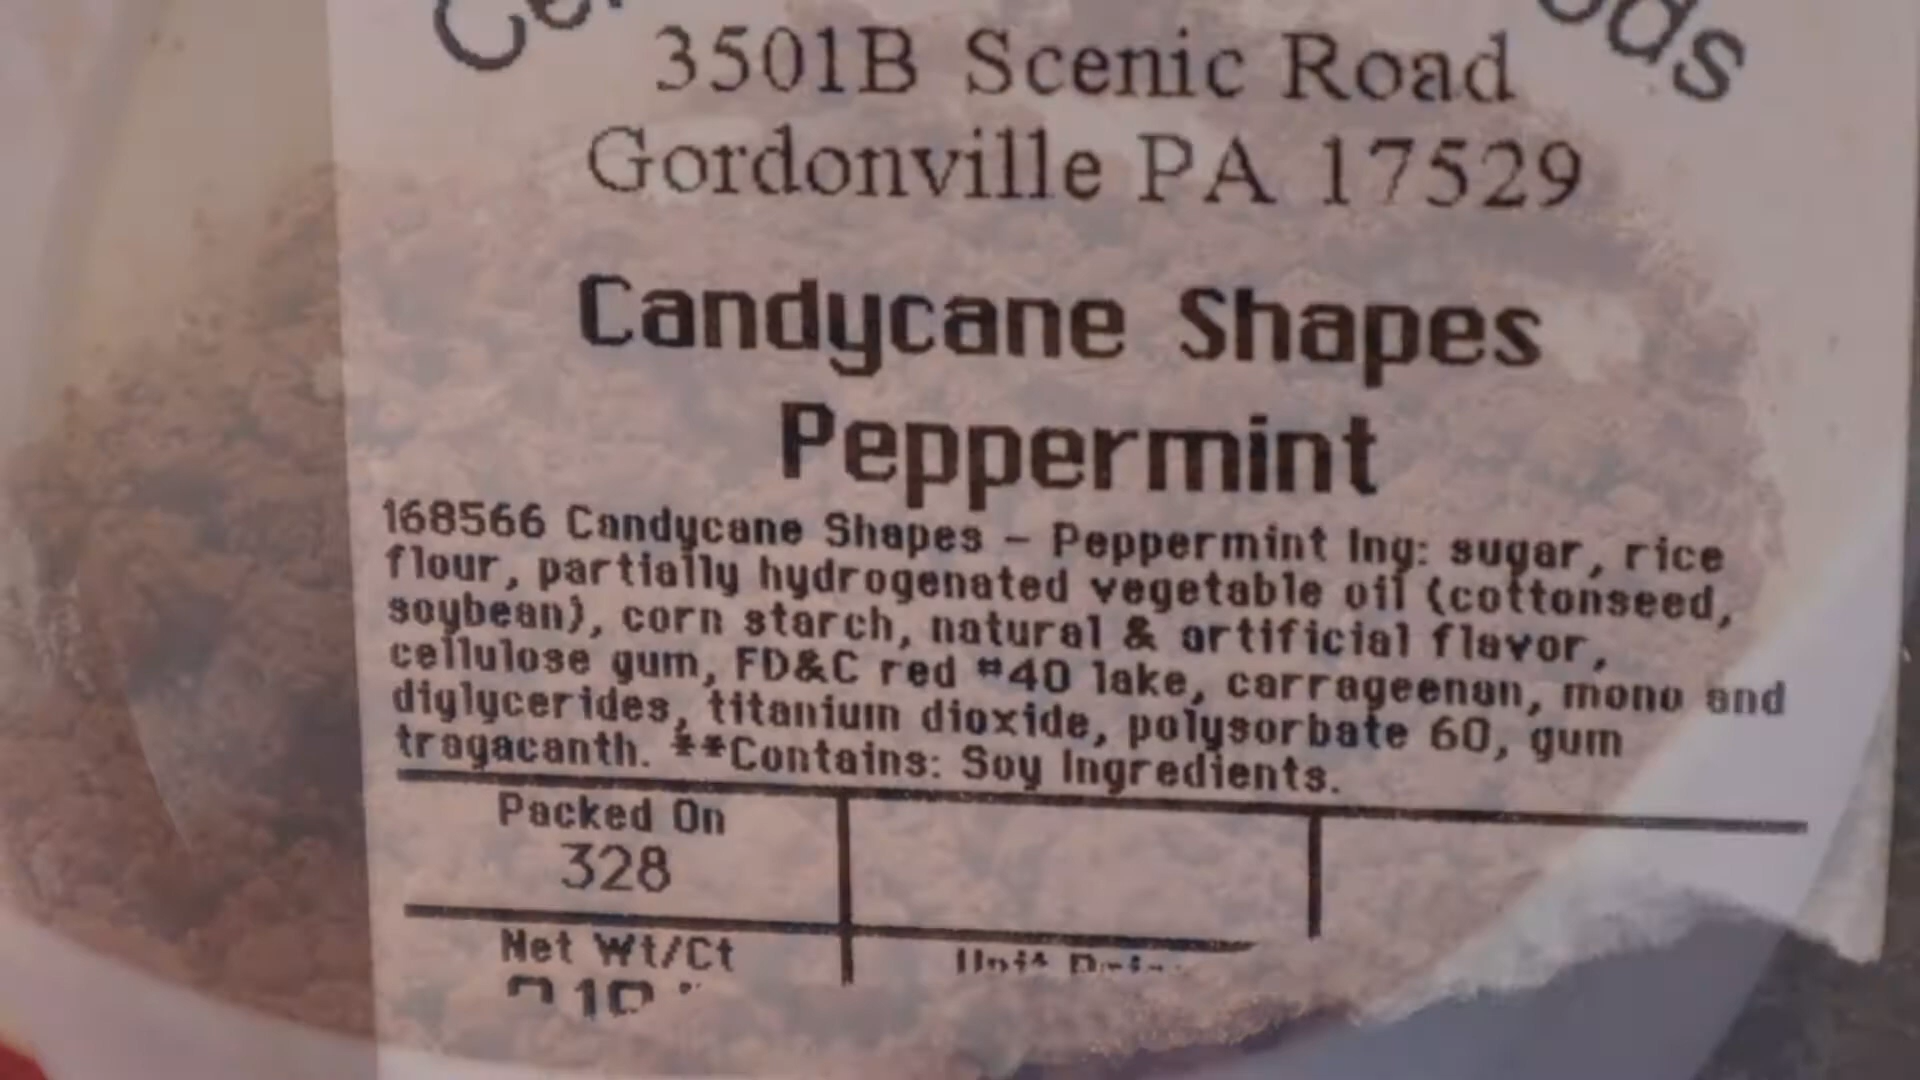 3501B Scenic Road
Gordonville PA 17529
Candycane Shapes
Peppermint
168566 Candycane Shapes - Peppermint Ing: sugar, rice
flour, partially hydrogenated vegetable oil (cottonseed,
soybean), corn starch, natural & artificial flavor,
cellulose gum, FD&C red #40 lake, carrageenan, mono and
diglycerides, titanium dioxide, polysorbate 60, gum
tragacanth. **Contains: Soy Ingredients.
Packed On
328
Net Wt/Ct